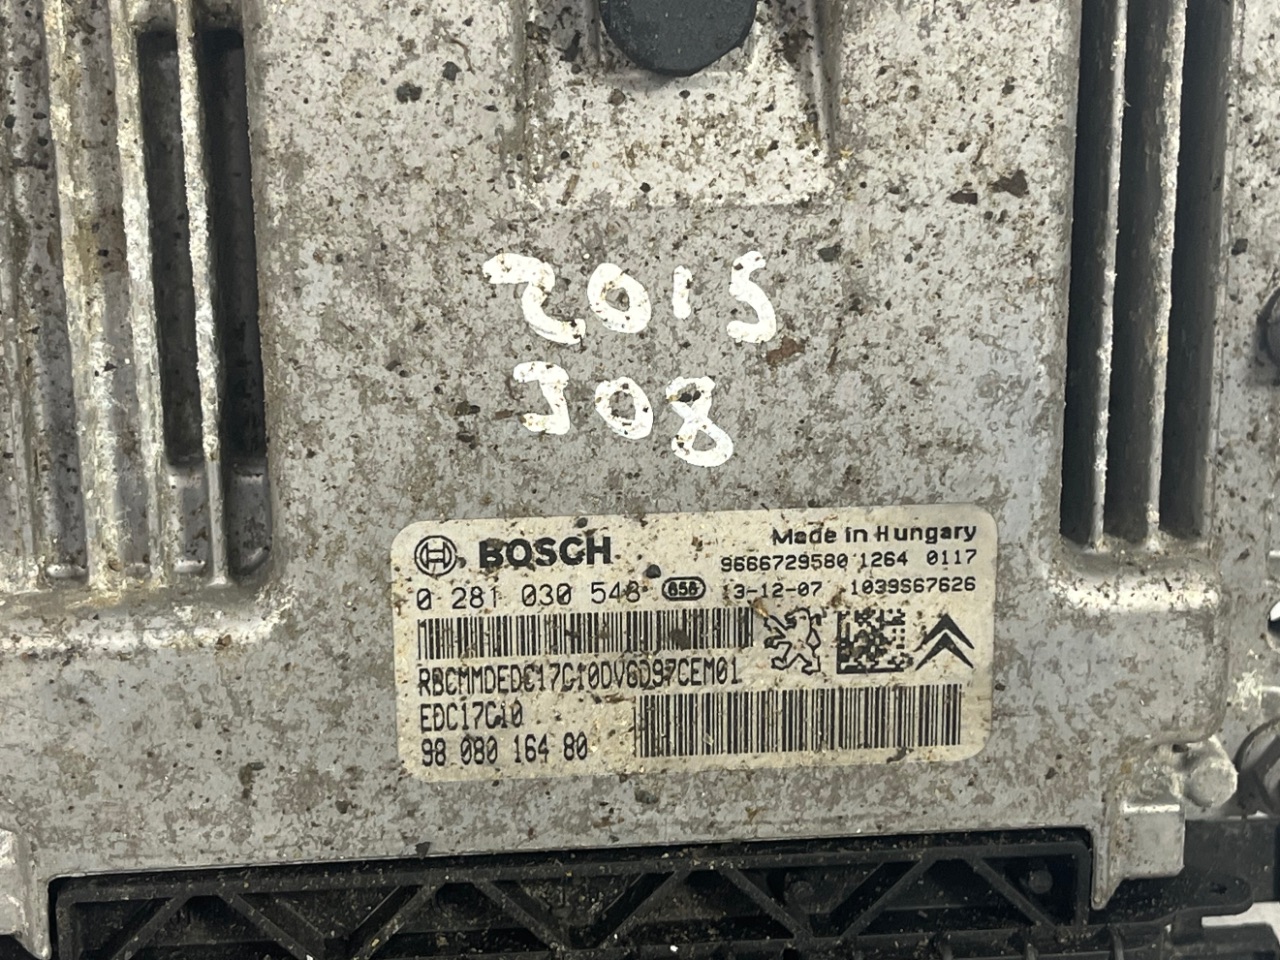 2015
308
BOSCH
Made in Hungary
9666729580 1264 0117
0 281 030 548 656 13-12-07 1039S67626
RBCMMDEDC17C10DV6D97CEM01
EDC17C10
98 080 164 80